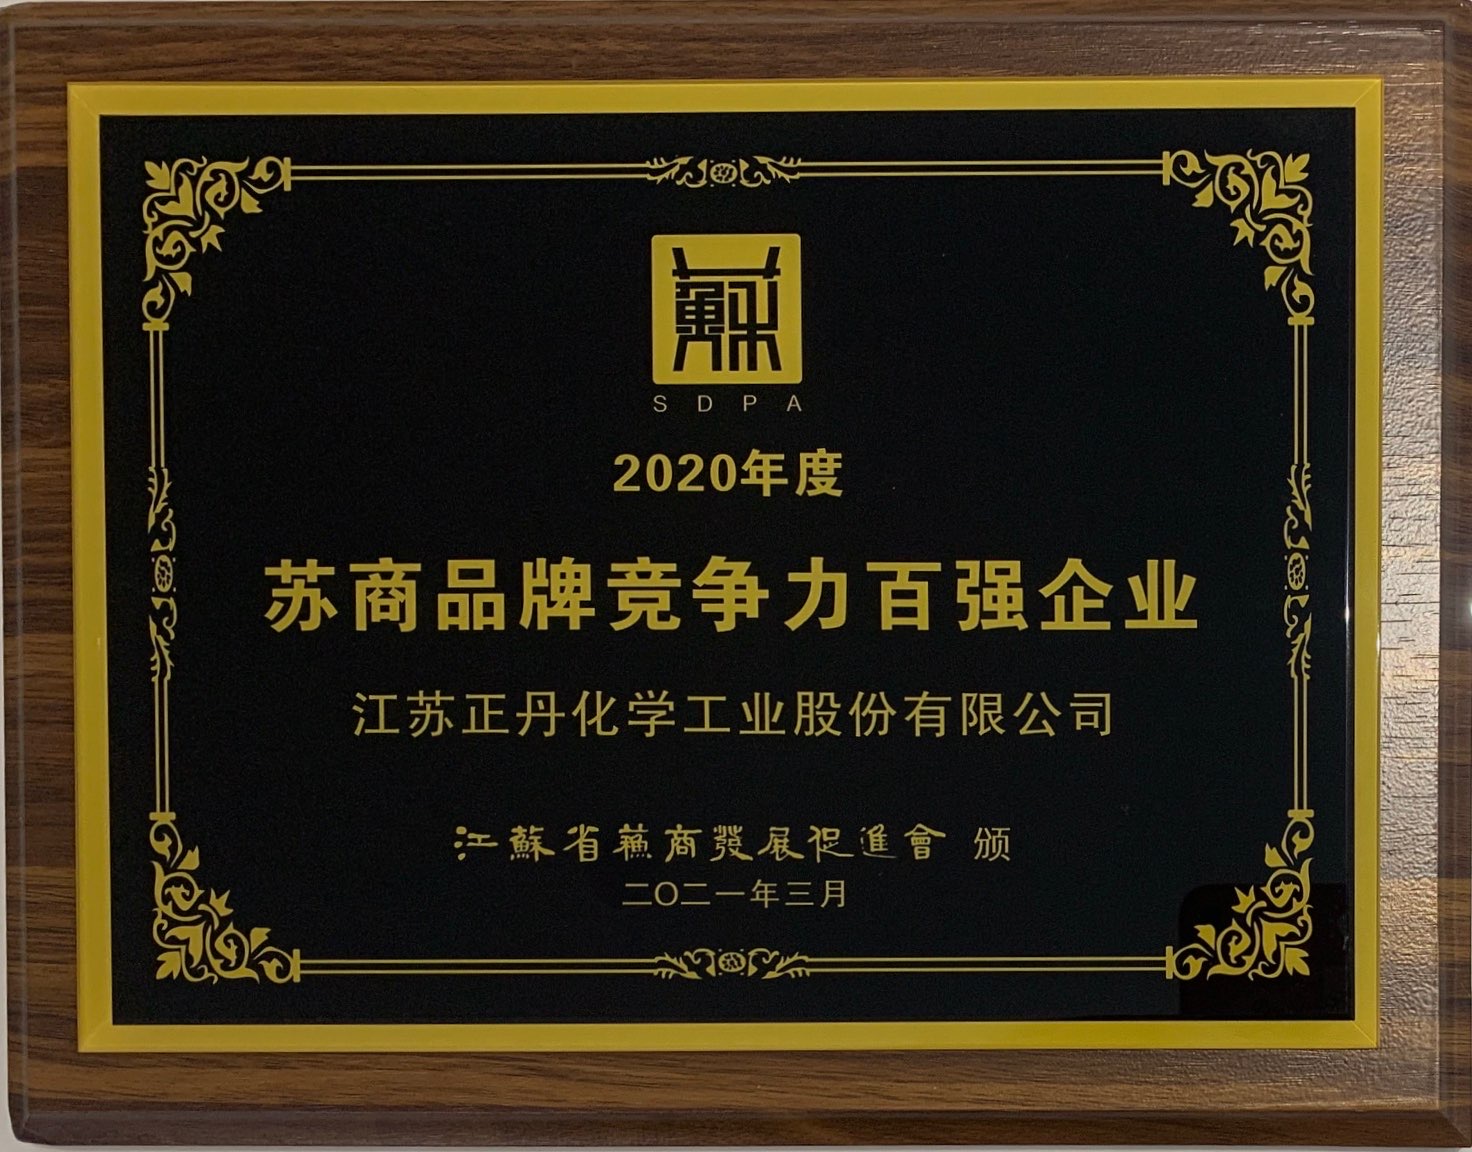 蘇
SDPA
2020年度
苏商品牌竞争力百强企业
江苏正丹化学工业股份有限公司
江蘇省蘓商發展促進會 颁
二〇二一年三月